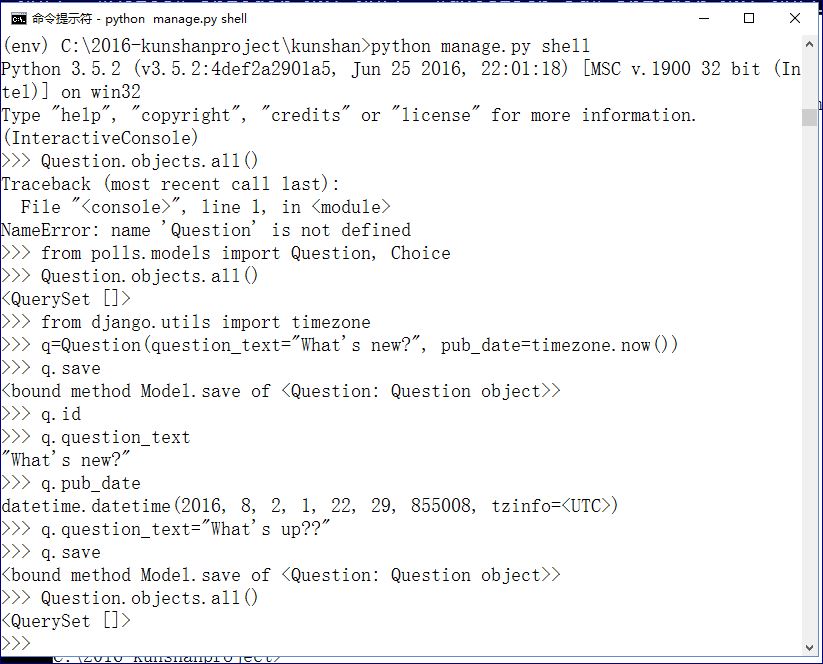 命令提示符 - python  manage.py shell
(env) C:\2016-kunshanproject\kunshan>python manage.py shell
Python 3.5.2 (v3.5.2:4def2a2901a5, Jun 25 2016, 22:01:18) [MSC v.1900 32 bit (In
tel)] on win32
Type "help", "copyright", "credits" or "license" for more information.
(InteractiveConsole)
>>> Question.objects.all()
Traceback (most recent call last):
  File "<console>", line 1, in <module>
NameError: name 'Question' is not defined
>>> from polls.models import Question, Choice
>>> Question.objects.all()
<QuerySet []>
>>> from django.utils import timezone
>>> q=Question(question_text="What's new?", pub_date=timezone.now())
>>> q.save
<bound method Model.save of <Question: Question object>>
>>> q.id
>>> q.question_text
"What's new?"
>>> q.pub_date
datetime.datetime(2016, 8, 2, 1, 22, 29, 855008, tzinfo=<UTC>)
>>> q.question_text="What's up??"
>>> q.save
<bound method Model.save of <Question: Question object>>
>>> Question.objects.all()
<QuerySet []>
>>>
C:\2016-kunshanproject>